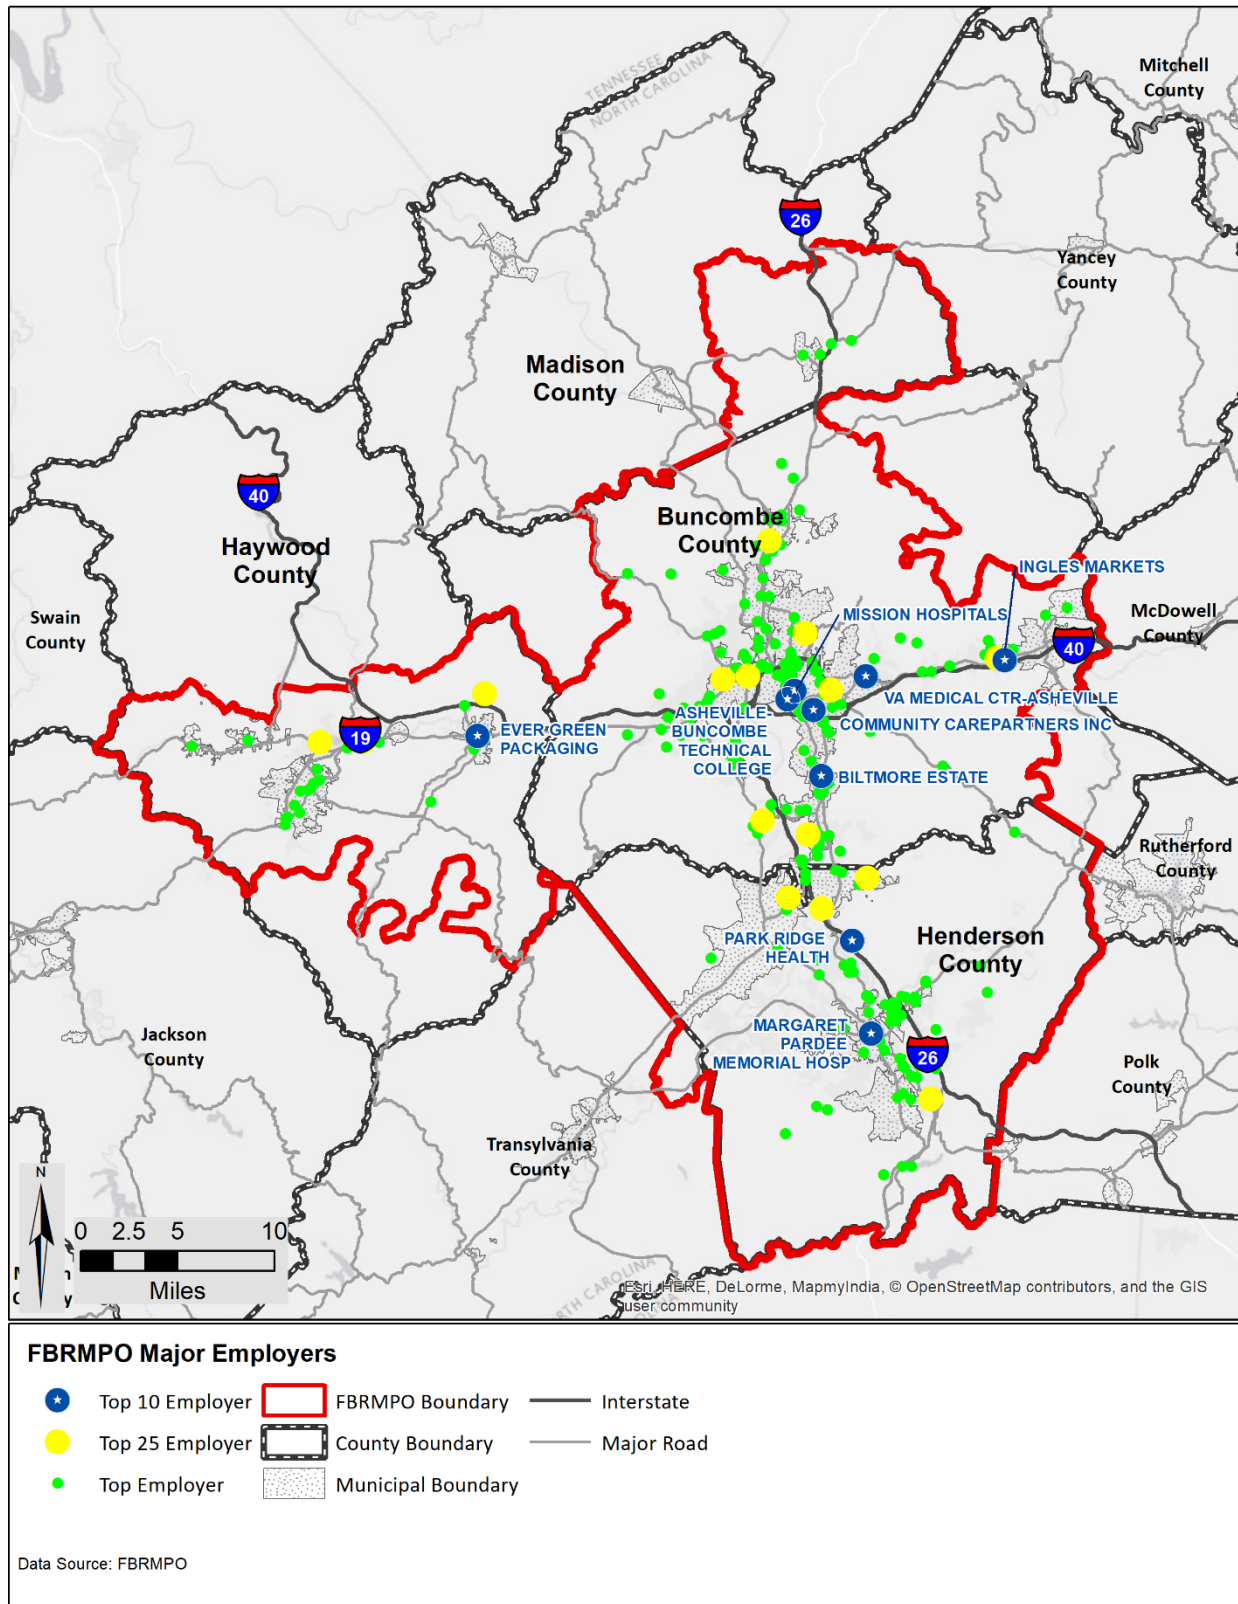 TENNESSEE
NORTH CAROLINA
Mitchell
County
26
Yancey
County
Madison
County
40
Haywood
County
Buncombe
County
INGLES MARKETS
Swain
County
MISSION HOSPITALS
McDowell
County
40
VA MEDICAL CTR-ASHEVILLE
ASHEVILLE-
BUNCOMBE
TECHNICAL
COLLEGE
COMMUNITY CAREPARTNERS INC
EVER GREEN
PACKAGING
19
BILTMORE ESTATE
Rutherford
County
PARK RIDGE
HEALTH
Henderson
County
Jackson
County
MARGARET
PARDEE
MEMORIAL HOSP
26
Polk
County
Transylvania
County
N
0 2.5 5 10
Miles
Esri, HERE, DeLorme, MapmyIndia, © OpenStreetMap contributors, and the GIS
user community
FBRMPO Major Employers
Top 10 Employer
FBRMPO Boundary
Interstate
Top 25 Employer
County Boundary
Major Road
Top Employer
Municipal Boundary
Data Source: FBRMPO